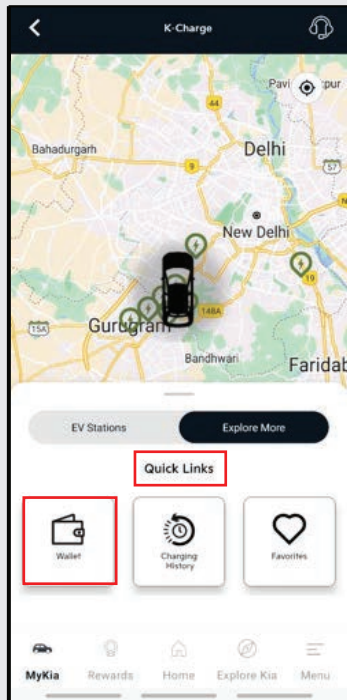 K-Charge
44
Bahadurgarh
Delhi
9
57
New Delhi
19
148A
15A
Gurugram
Bandhwari
Faridab
EV Stations
Explore More
Quick Links
Wallet
Charging
History
Favorites
MyKia
Rewards
Home
Explore Kia
Menu